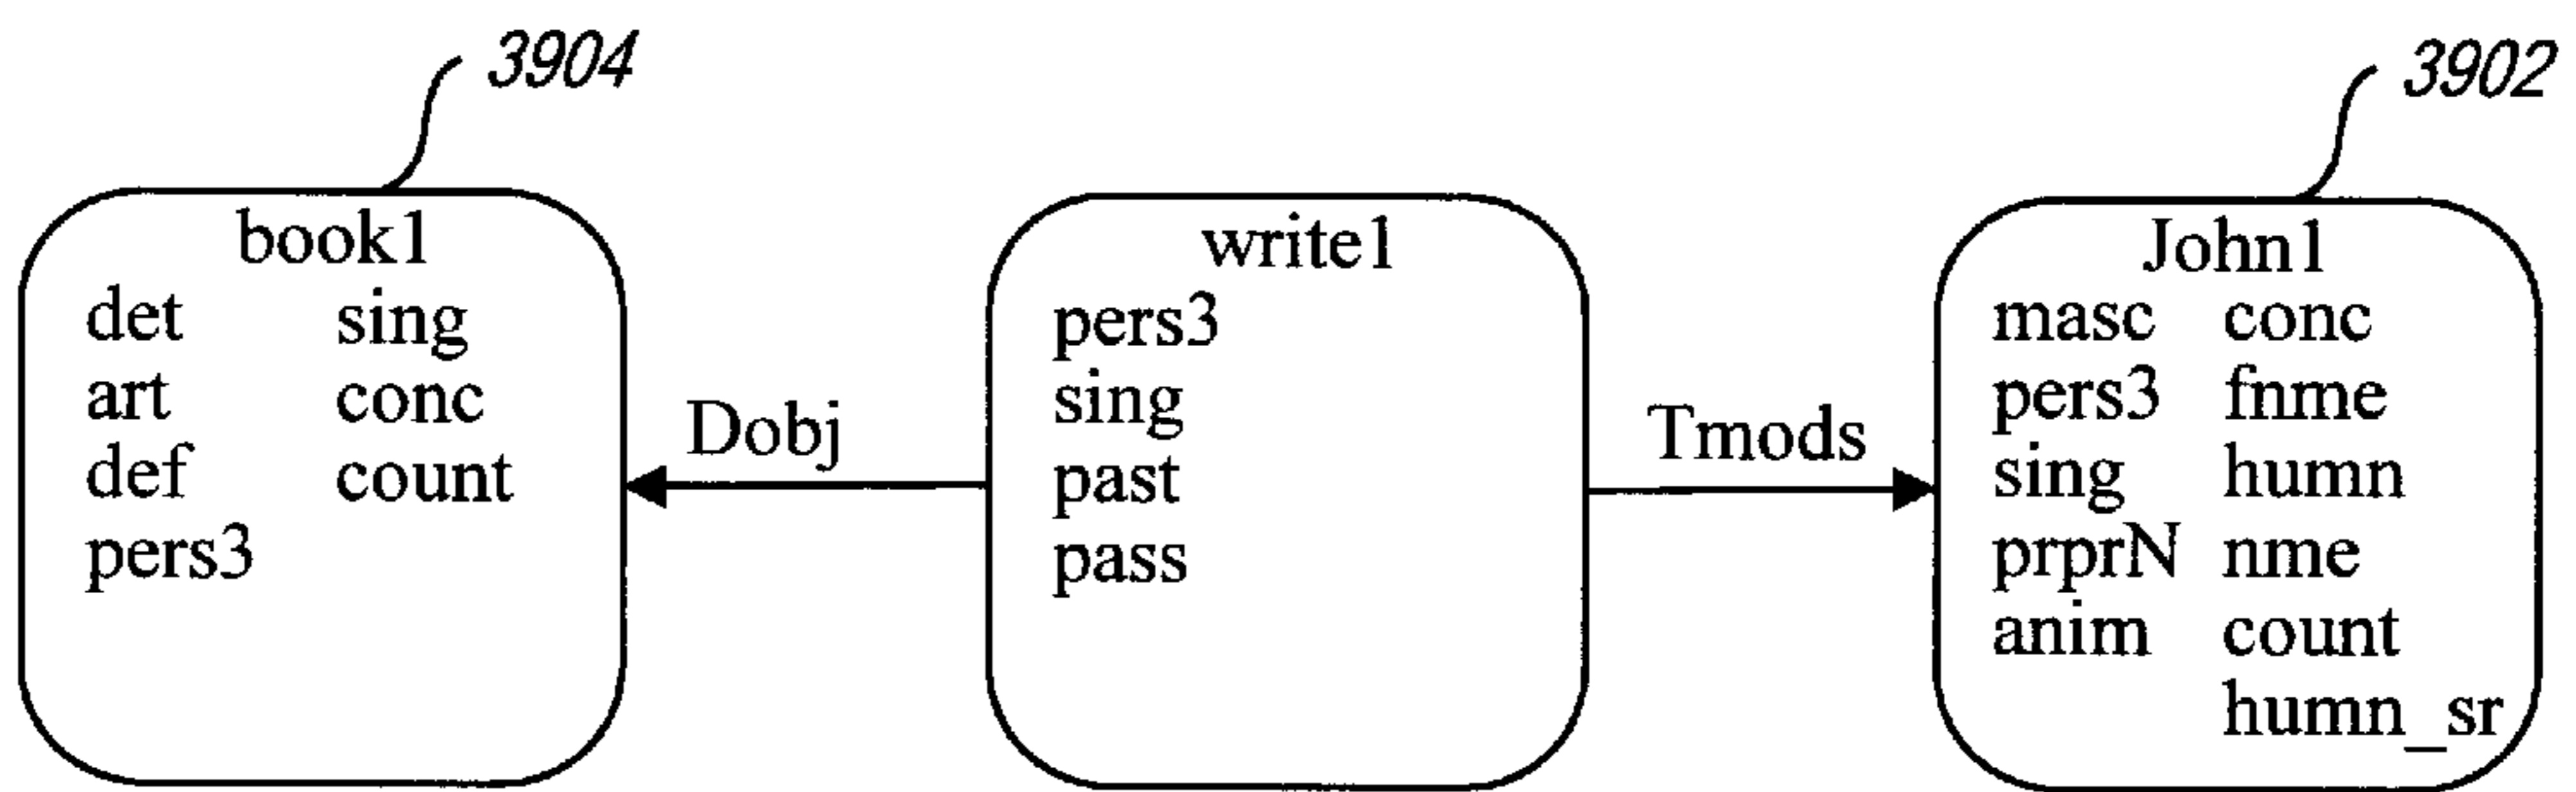 3904
3902
book1
det sing
art conc
def count
pers3
Dobj
write1
pers3
sing
past
pass
Tmods
John1
masc conc
pers3 fnme
sing humn
prprN nme
anim count
humn_sr